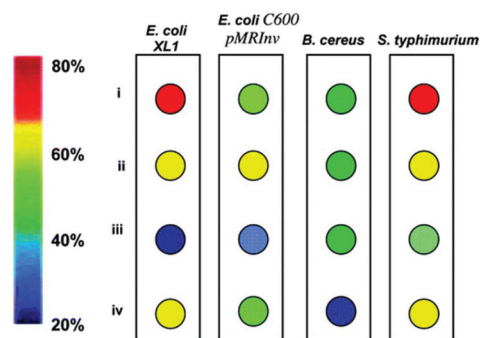 E. coli XL1
E. coli C600 pMRInv
B. cereus
S. typhimurium
80%
60%
40%
20%
i
ii
iii
iv